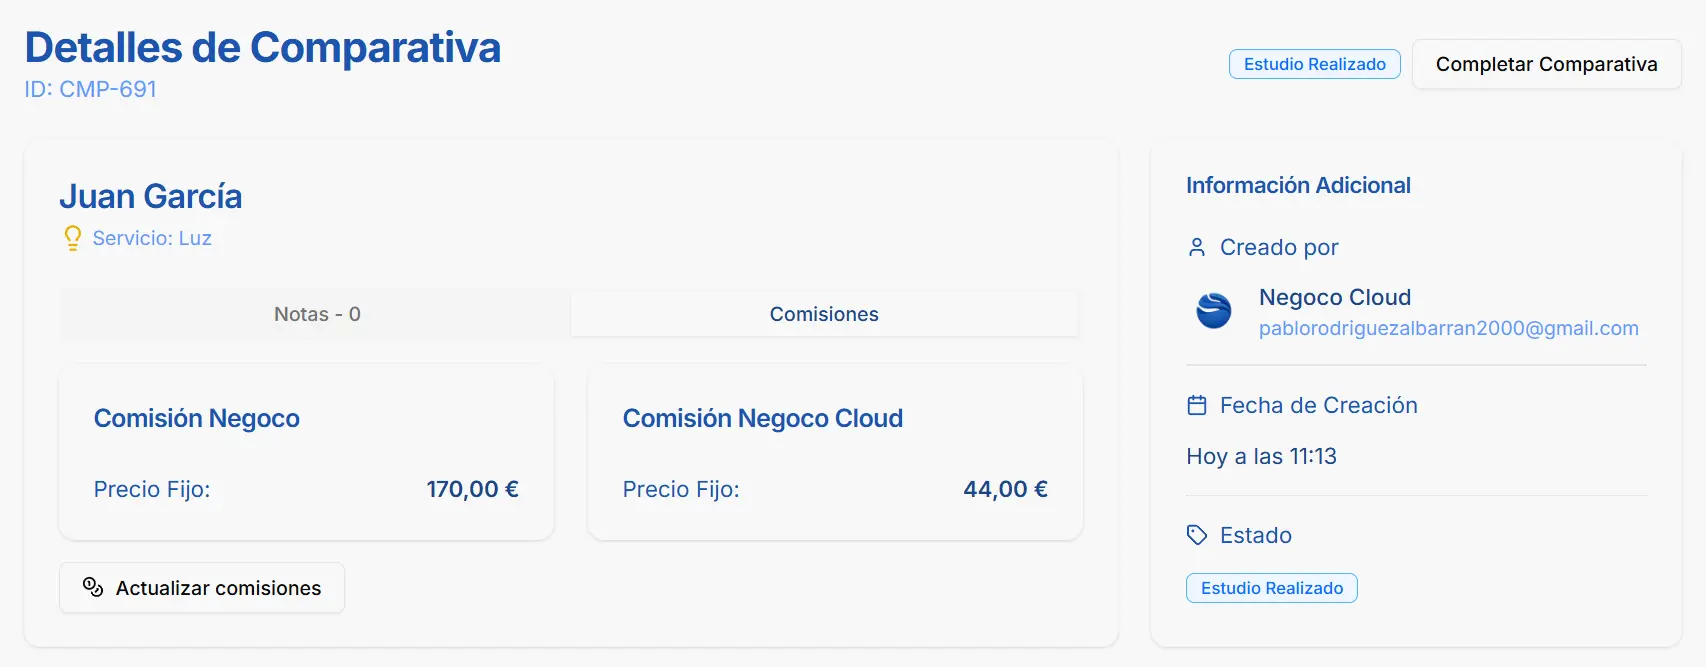 Detalles de Comparativa
ID: CMP-691
Estudio Realizado
Completar Comparativa
Juan García
Servicio: Luz
Notas - 0
Comisiones
Comisión Negoco
Precio Fijo:
170,00 €
Comisión Negoco Cloud
Precio Fijo:
44,00 €
Actualizar comisiones
Información Adicional
Creado por
Negoco Cloud
pablorodriguezalbarran2000@gmail.com
Fecha de Creación
Hoy a las 11:13
Estado
Estudio Realizado